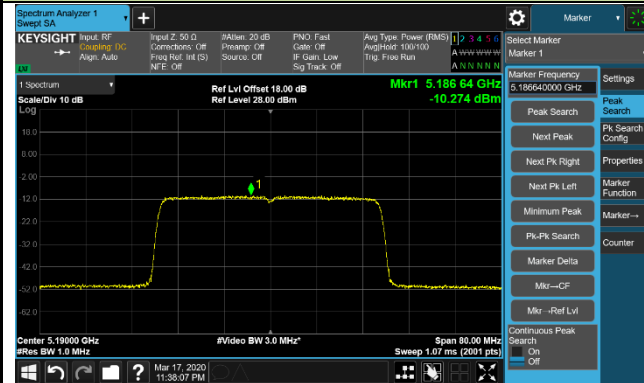 Spectrum Analyzer 1
Swept SA
Marker
KEYSIGHT
Input: RF
Coupling: DC
Align: Auto
Input Z: 50 Ω
Corrections: Off
Freq Ref: Int (S)
NFE: Off
#Atten: 20 dB
Preamp: Off
Source: Off
PNO: Fast
Gate: Off
IF Gain: Low
Sig Track: Off
Avg Type: Power (RMS)
Avg|Hold: 100/100
Trig: Free Run
1 2 3 4 5 6
A W W W W W
A N N N N N
1 Spectrum
Scale/Div 10 dB
Log
Ref Lvl Offset 18.00 dB
Ref Level 28.00 dBm
Mkr1 5.186 64 GHz
-10.274 dBm
18.0
8.00
-2.00
-12.0
-22.0
-32.0
-42.0
-52.0
-62.0
1
Center 5.19000 GHz
#Res BW 1.0 MHz
#Video BW 3.0 MHz*
Span 80.00 MHz
Sweep 1.07 ms (2001 pts)
Mar 17, 2020
11:38:07 PM
Select Marker
Marker 1
Marker Frequency
5.186640000 GHz
Peak Search
Next Peak
Next Pk Right
Next Pk Left
Minimum Peak
Pk-Pk Search
Marker Delta
Mkr→CF
Mkr→Ref Lvl
Continuous Peak
Search
On
Off
Settings
Peak
Search
Pk Search
Config
Properties
Marker
Function
Marker→
Counter